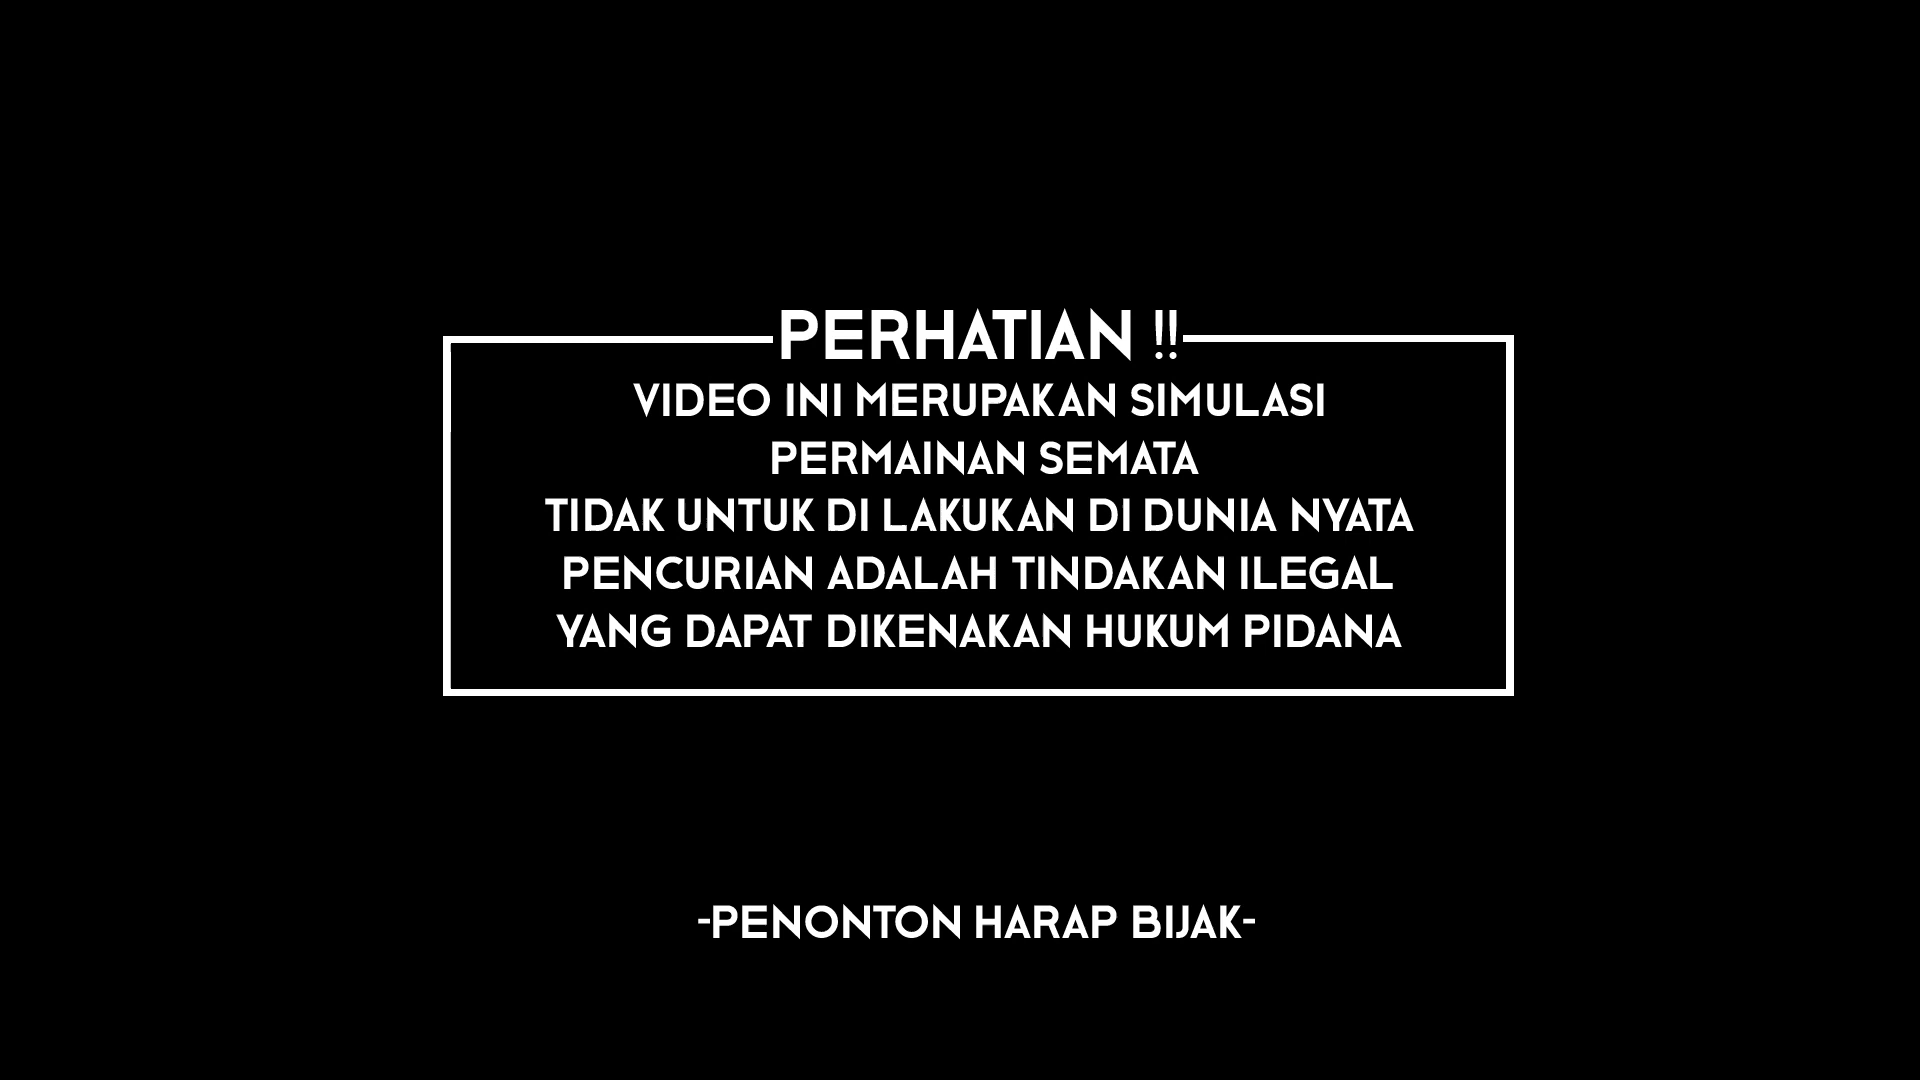 PERHATIAN !!
VIDEO INI MERUPAKAN SIMULASI
PERMAINAN SEMATA
TIDAK UNTUK DI LAKUKAN DI DUNIA NYATA
PENCURIAN ADALAH TINDAKAN ILEGAL
YANG DAPAT DIKENAKAN HUKUM PIDANA
-PENONTON HARAP BIJAK-